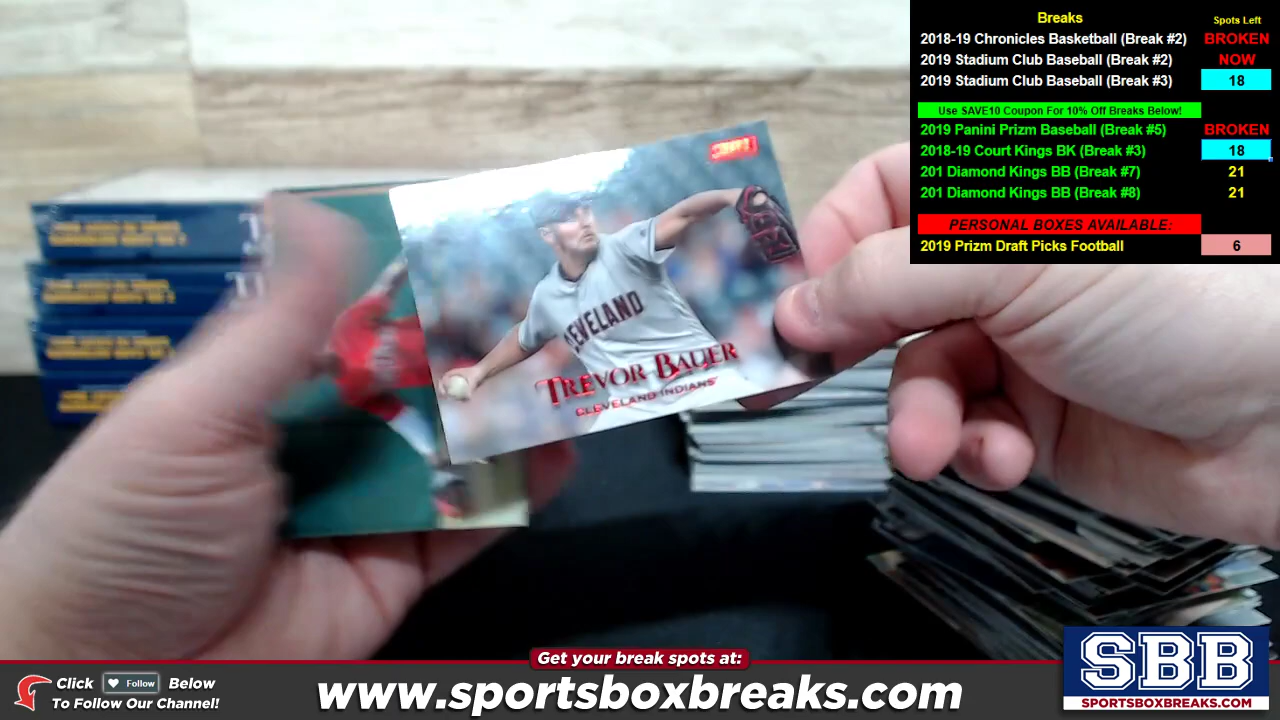 Breaks Spots Left
2018-19 Chronicles Basketball (Break #2) BROKEN
2019 Stadium Club Baseball (Break #2) NOW
2019 Stadium Club Baseball (Break #3) 18
Use SAVE10 Coupon For 10% Off Breaks Below!
2019 Panini Prizm Baseball (Break #5) BROKEN
2018-19 Court Kings BK (Break #3) 18
201 Diamond Kings BB (Break #7) 21
201 Diamond Kings BB (Break #8) 21
PERSONAL BOXES AVAILABLE:
2019 Prizm Draft Picks Football 6
CLEVELAND
TREVOR BAUER
CLEVELAND INDIANS
Get your break spots at:
Click Follow Below
To Follow Our Channel!
www.sportsboxbreaks.com
SBB
SPORTSBOXBREAKS.COM